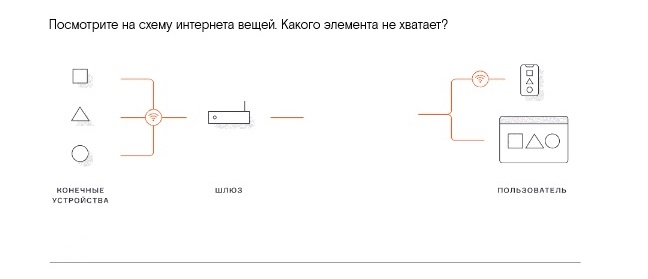 Посмотрите на схему интернета вещей. Какого элемента не хватает?
КОНЕЧНЫЕ
УСТРОЙСТВА
ШЛЮЗ
ПОЛЬЗОВАТЕЛЬ